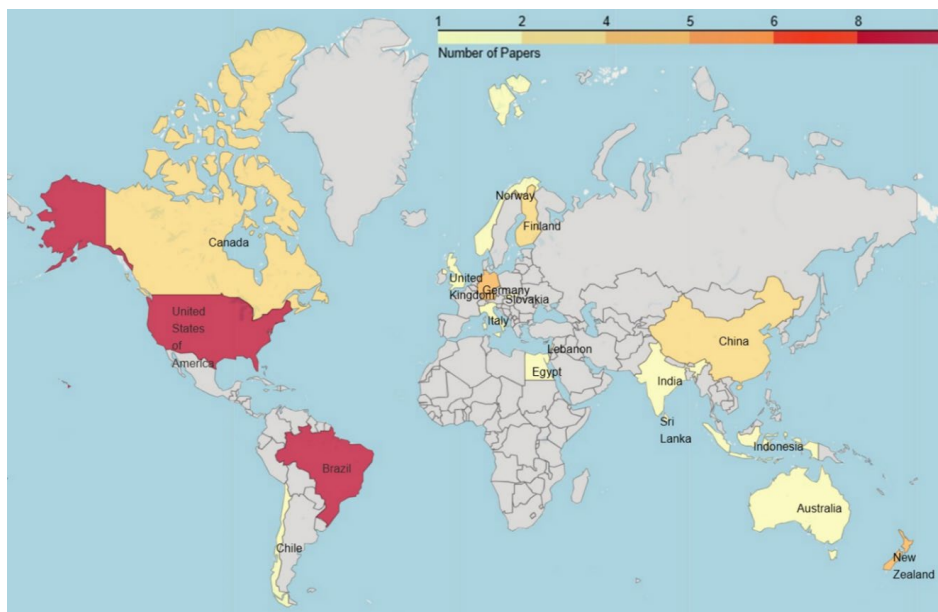 1 2 4 5 6 8
Number of Papers
Norway
Finland
Canada
United
Kingdom
Germany
Slovakia
United
States
of
America
Italy
China
Lebanon
Egypt
India
Sri
Lanka
Indonesia
Brazil
Australia
Chile
New
Zealand